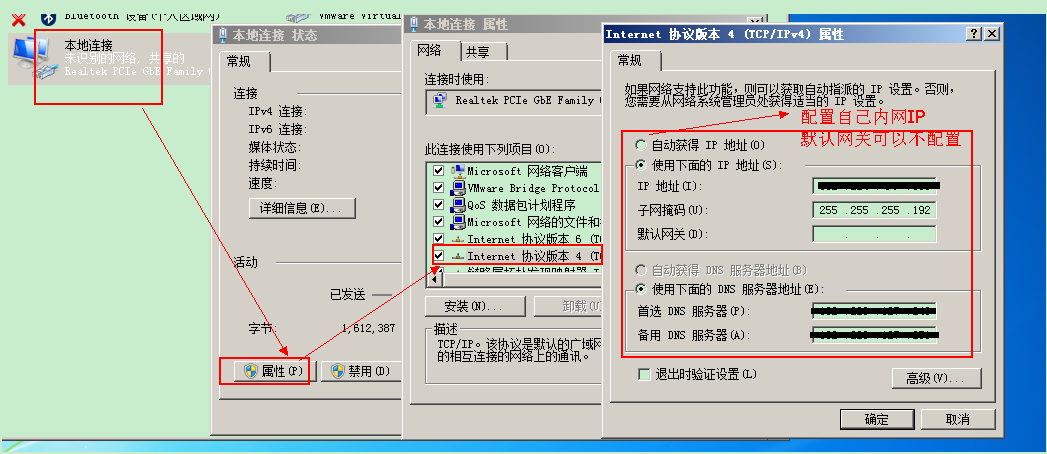 Bluetooth 设备(个人区域网)
VMware Virtual
本地连接
未识别的网络，共享的
Realtek PCIe GbE Family
本地连接 状态
常规
连接
IPv4 连接:
IPv6 连接:
媒体状态:
持续时间:
速度:
详细信息(E)...
活动
已发送
字节:
1,612,387
属性(P)
禁用(D)
本地连接 属性
网络
共享
连接时使用:
Realtek PCIe GbE Family
此连接使用下列项目(O):
Microsoft 网络客户端
VMware Bridge Protocol
QoS 数据包计划程序
Microsoft 网络的文件和
Internet 协议版本 6 (TC
Internet 协议版本 4 (TC
安装(N)...
卸载(U
描述
TCP/IP。该协议是默认的广域网
的相互连接的网络上的通讯。
Internet 协议版本 4 (TCP/IPv4) 属性
常规
如果网络支持此功能，则可以获取自动指派的 IP 设置。否则，
您需要从网络系统管理员处获得适当的 IP 设置。
配置自己内网IP
默认网关可以不配置
自动获得 IP 地址(O)
使用下面的 IP 地址(S):
IP 地址(I):
子网掩码(U):
255 .255 .255 .192
默认网关(D):
自动获得 DNS 服务器地址(B)
使用下面的 DNS 服务器地址(E):
首选 DNS 服务器(P):
备用 DNS 服务器(A):
退出时验证设置(L)
高级(V)...
确定
取消